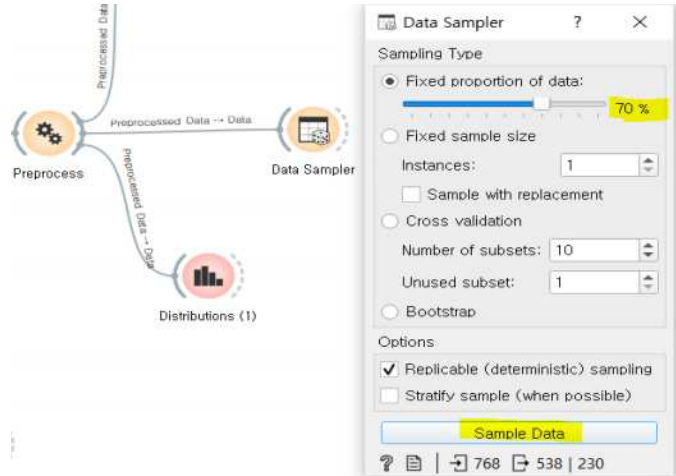 Preprocessed Data
Preprocessed Data → Data
Preprocess
Data Sampler
Preprocessed Data → Data
Distributions (1)
Data Sampler ? ×
Sampling Type
Fixed proportion of data:
70 %
Fixed sample size
Instances: 1
Sample with replacement
Cross validation
Number of subsets: 10
Unused subset: 1
Bootstrap
Options
Replicable (deterministic) sampling
Stratify sample (when possible)
Sample Data
? 768 538 | 230